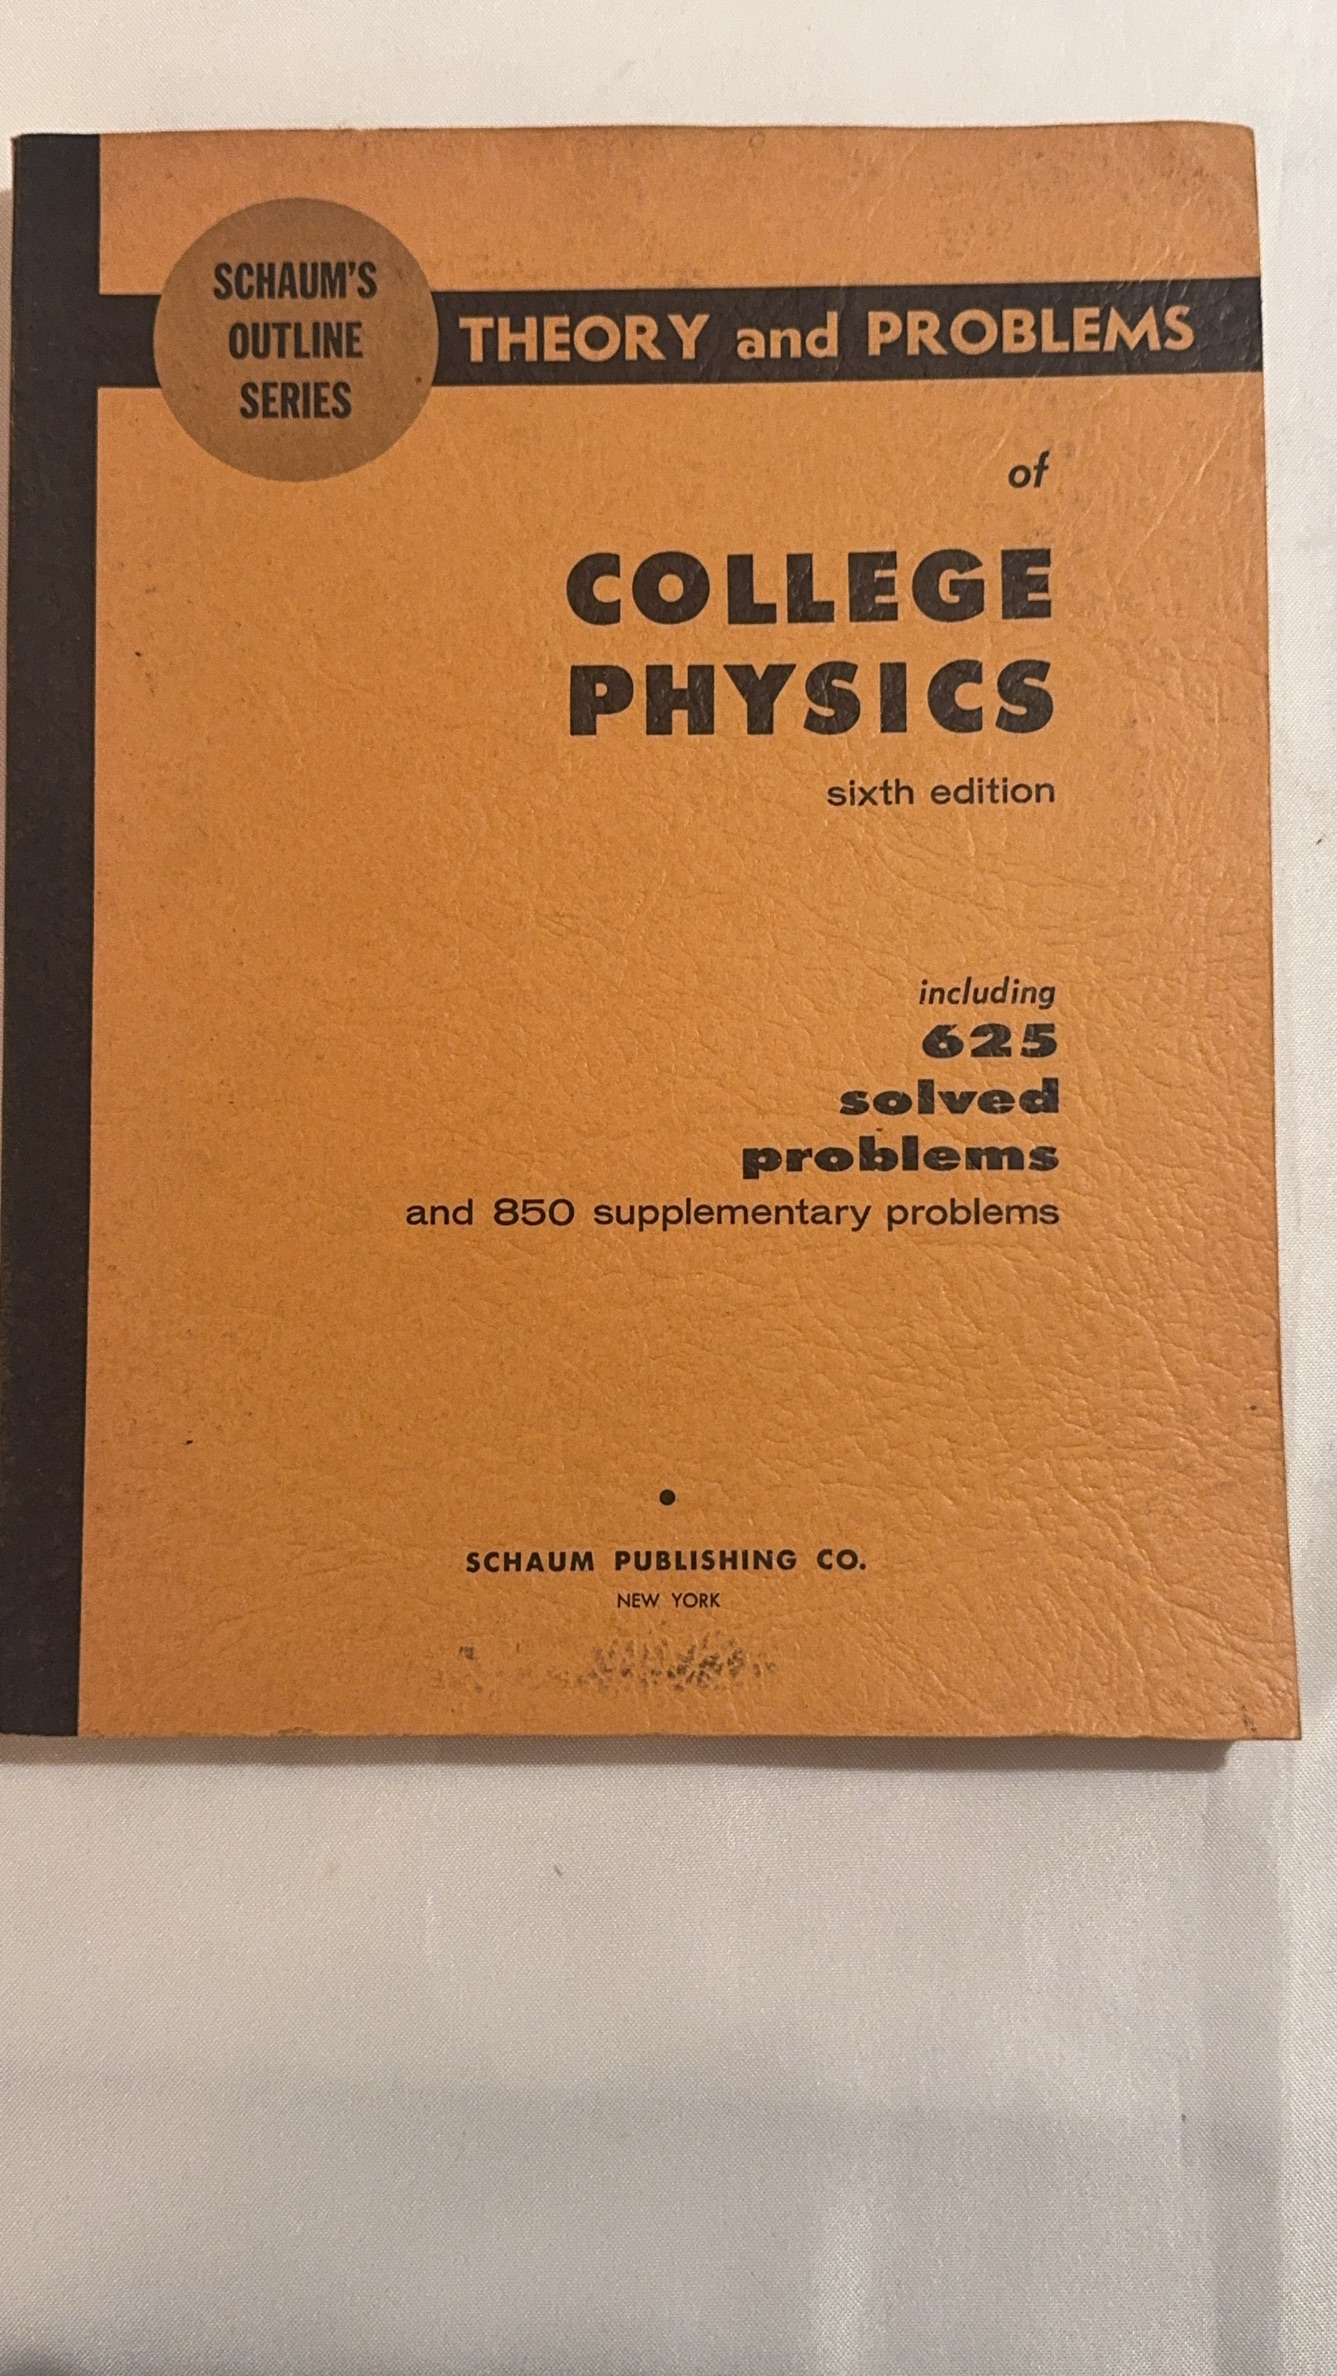 SCHAUM'S
OUTLINE
SERIES
THEORY and PROBLEMS
of
COLLEGE
PHYSICS
sixth edition
including
625
solved
problems
and 850 supplementary problems
SCHAUM PUBLISHING CO.
NEW YORK